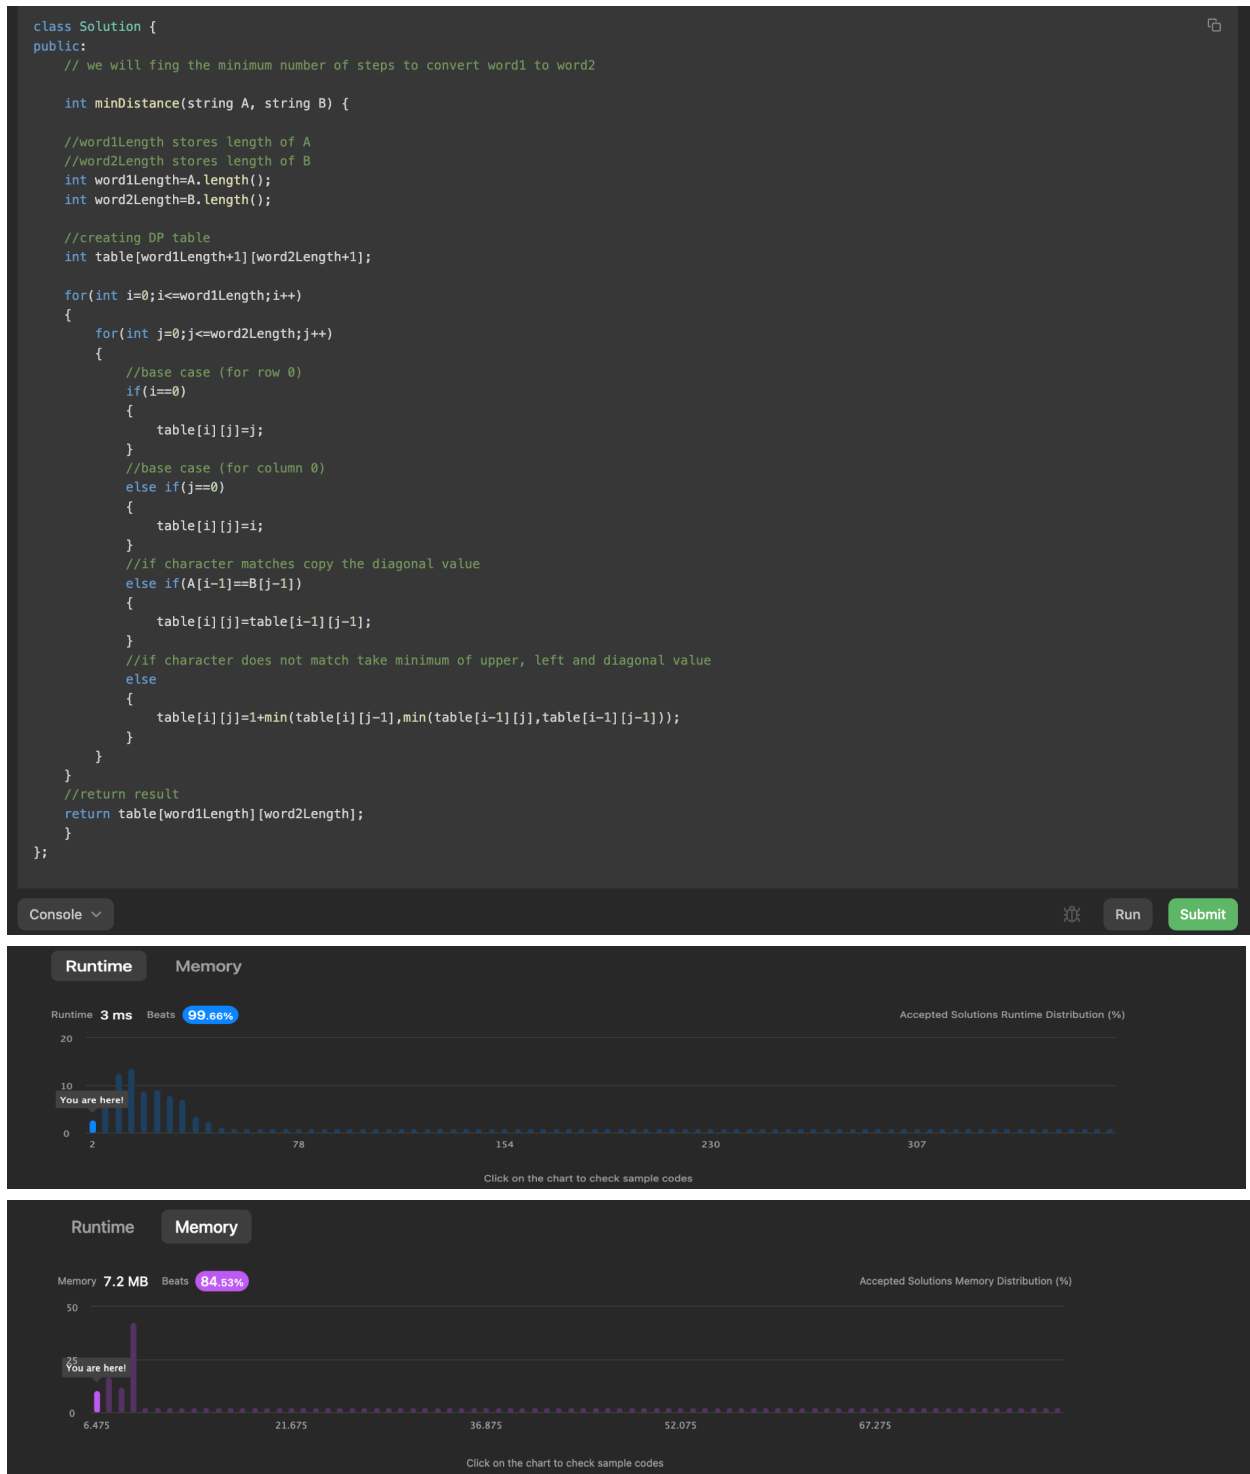 class Solution {
public:
    // we will fing the minimum number of steps to convert word1 to word2
    int minDistance(string A, string B) {
    //word1Length stores length of A
    //word2Length stores length of B
    int word1Length=A.length();
    int word2Length=B.length();
    //creating DP table
    int table[word1Length+1][word2Length+1];
    for(int i=0;i<=word1Length;i++)
    {
        for(int j=0;j<=word2Length;j++)
        {
            //base case (for row 0)
            if(i==0)
            {
                table[i][j]=j;
            }
            //base case (for column 0)
            else if(j==0)
            {
                table[i][j]=i;
            }
            //if character matches copy the diagonal value
            else if(A[i-1]==B[j-1])
            {
                table[i][j]=table[i-1][j-1];
            }
            //if character does not match take minimum of upper, left and diagonal value
            else
            {
                table[i][j]=1+min(table[i][j-1],min(table[i-1][j],table[i-1][j-1]));
            }
        }
    }
    //return result
    return table[word1Length][word2Length];
    }
};
Console Run Submit
Runtime Memory
Runtime 3 ms Beats 99.66% Accepted Solutions Runtime Distribution (%)
20
10
You are here!
0
2 78 154 230 307
Click on the chart to check sample codes
Runtime Memory
Memory 7.2 MB Beats 84.53% Accepted Solutions Memory Distribution (%)
50
25
You are here!
0
6.475 21.675 36.875 52.075 67.275
Click on the chart to check sample codes